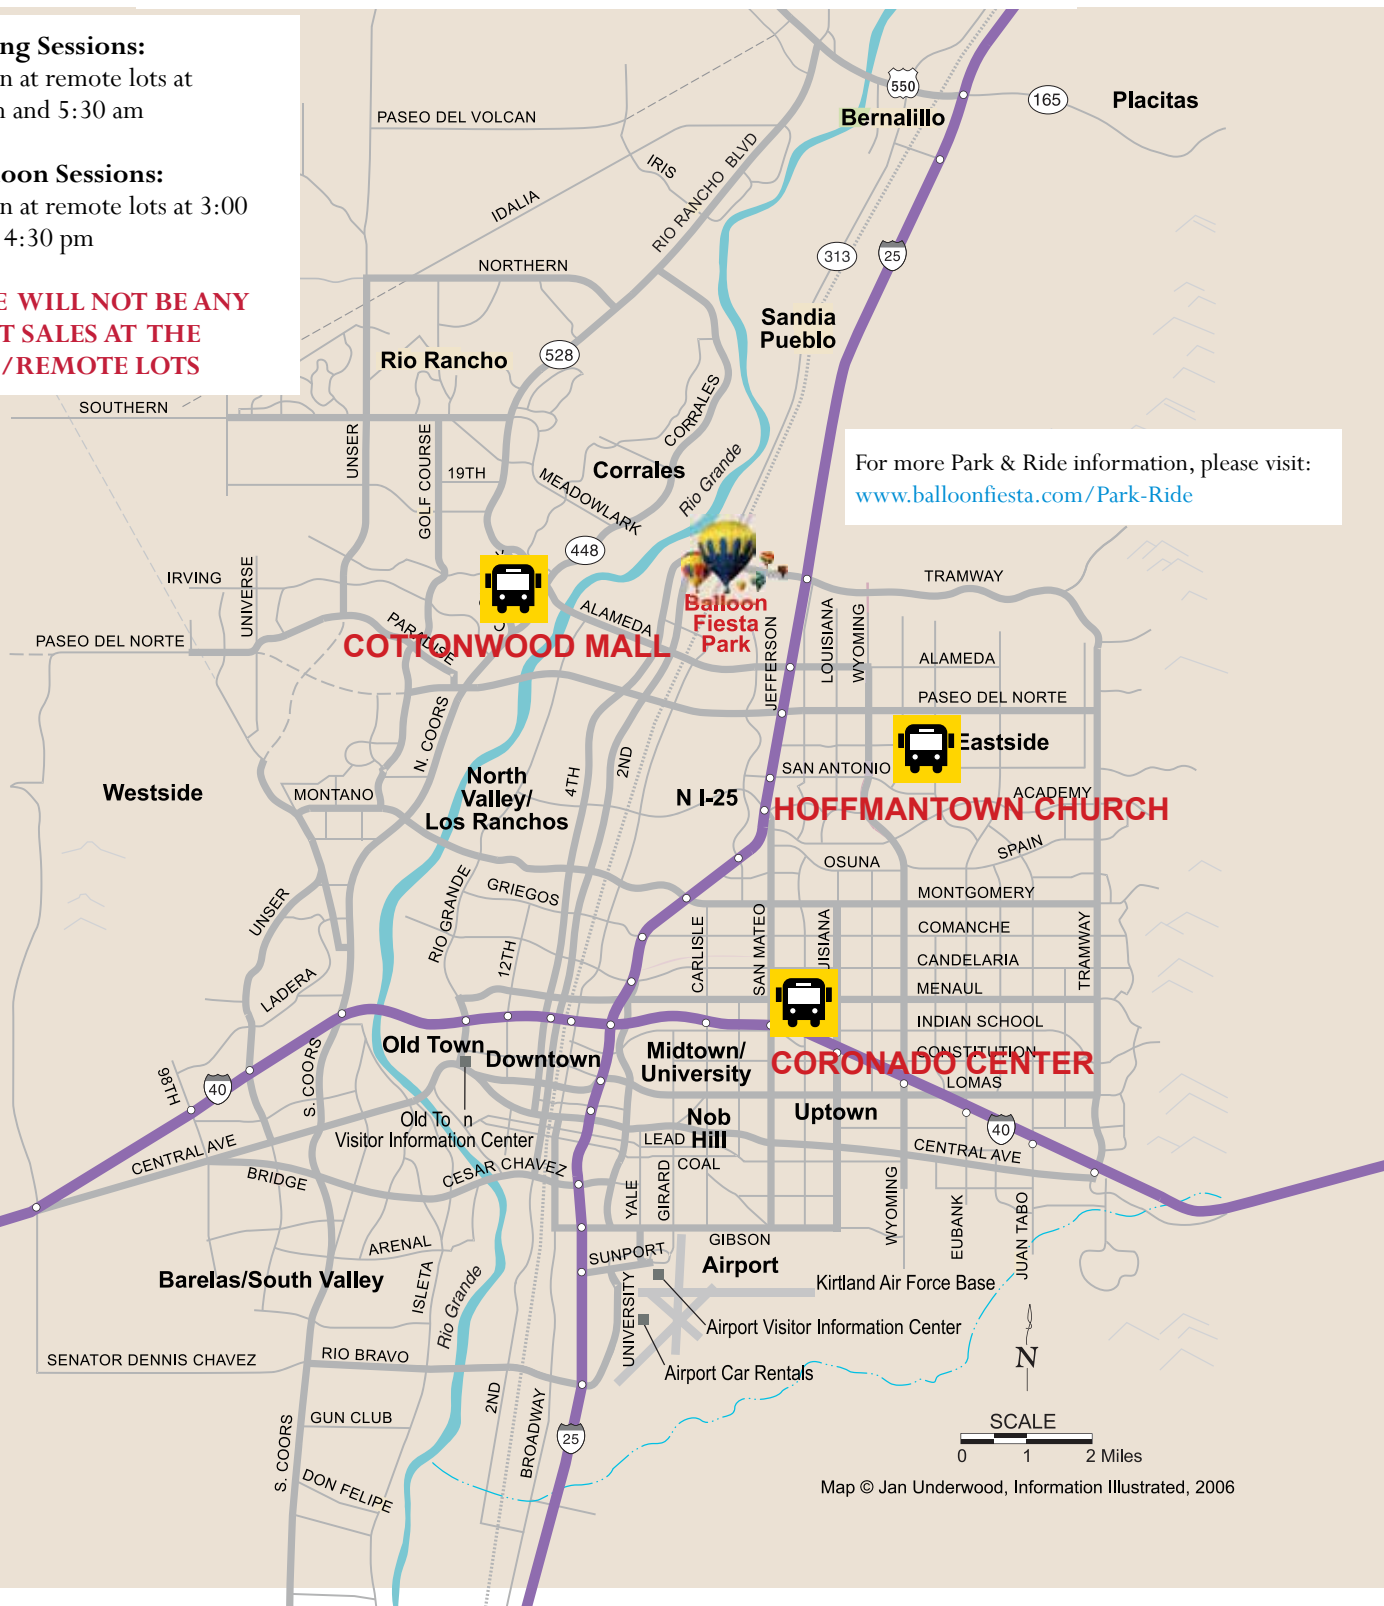 ng Sessions:
n at remote lots at
and 5:30 am
oon Sessions:
n at remote lots at 3:00
4:30 pm
E WILL NOT BE ANY
T SALES AT THE
/REMOTE LOTS
For more Park & Ride information, please visit:
www.balloonfiesta.com/Park-Ride
550
165
Placitas
Bernalillo
PASEO DEL VOLCAN
IRIS
RIO RANCHO BLVD
IDALIA
313
25
NORTHERN
Sandia
Pueblo
Rio Rancho
528
SOUTHERN
CORRALES
UNSER
GOLF COURSE
19TH
Corrales
MEADOWLARK
Rio Grande
448
IRVING
UNIVERSE
TRAMWAY
Balloon
Fiesta
Park
ALAMEDA
PARADISE
PASEO DEL NORTE
COTTONWOOD MALL
JEFFERSON
LOUISIANA
WYOMING
ALAMEDA
PASEO DEL NORTE
N. COORS
Eastside
2ND
4TH
SAN ANTONIO
Westside
MONTANO
North
Valley/
Los Ranchos
N I-25
ACADEMY
HOFFMANTOWN CHURCH
SPAIN
OSUNA
UNSER
RIO GRANDE
GRIEGOS
MONTGOMERY
COMANCHE
CARLISLE
SAN MATEO
UISIANA
TRAMWAY
12TH
CANDELARIA
LADERA
MENAUL
INDIAN SCHOOL
Old Town
Downtown
Midtown/
University
CONSTITUTION
CORONADO CENTER
98TH
40
S. COORS
LOMAS
Old To n
Visitor Information Center
Nob
Hill
Uptown
40
LEAD
COAL
CENTRAL AVE
CENTRAL AVE
BRIDGE
CESAR CHAVEZ
YALE
GIRARD
WYOMING
EUBANK
JUAN TABO
ARENAL
GIBSON
SUNPORT
Airport
Barelas/South Valley
ISLETA
Rio Grande
UNIVERSITY
Kirtland Air Force Base
Airport Visitor Information Center
Airport Car Rentals
SENATOR DENNIS CHAVEZ
RIO BRAVO
N
2ND
BROADWAY
S. COORS
GUN CLUB
25
DON FELIPE
SCALE
0 1 2 Miles
Map © Jan Underwood, Information Illustrated, 2006